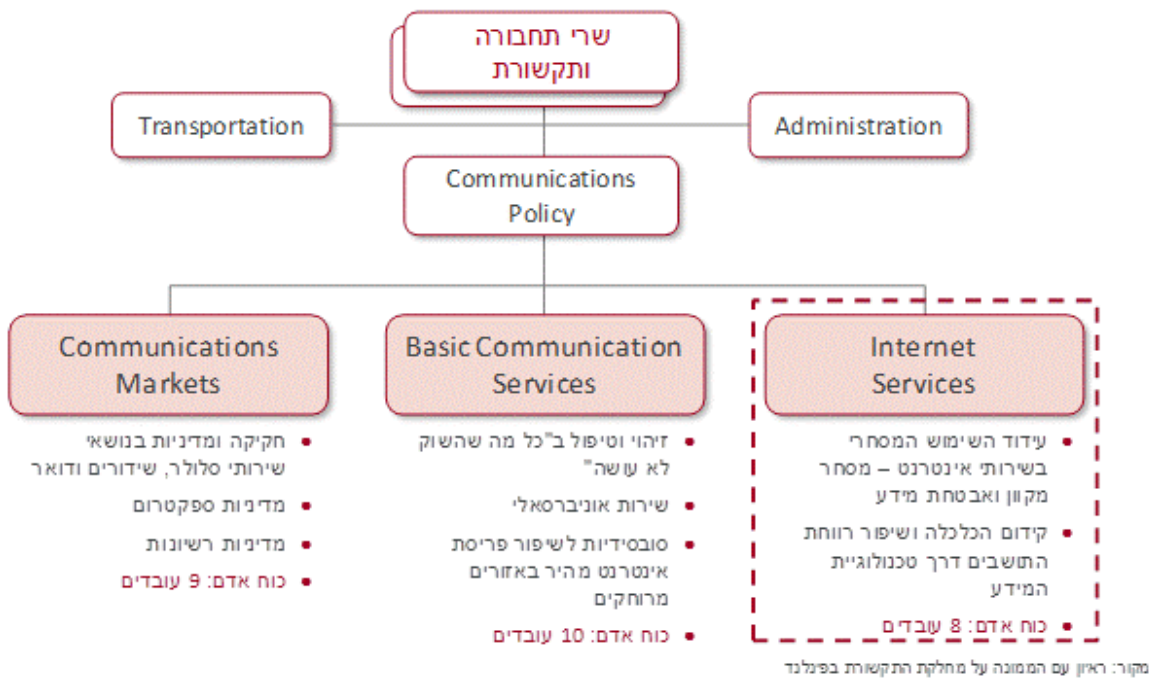 שרי תחבורה
ותקשורת
Transportation
Administration
Communications
Policy
Communications
Markets
חקיקה ומדיניות בנושאי
שירותי סלולר, שידורים ודואר
מדיניות ספקטרום
מדיניות רשיונות
כוח אדם: 9 עובדים
Basic Communication
Services
זיהוי וטיפול ב"כל מה שהשוק
לא עושה"
שירות אוניברסאלי
סובסידיות לשיפור פריסת
אינטרנט מהיר באזורים
מרוחקים
כוח אדם: 10 עובדים
Internet
Services
עידוד השימוש המסחרי
בשירותי אינטרנט – מסחר
מקוון ואבטחת מידע
קידום הכלכלה ושיפור רווחת
התושבים דרך טכנולוגיית
המידע
כוח אדם: 8 עובדים
מקור: ראיון עם הממונה על מחלקת התקשורת בפינלנד